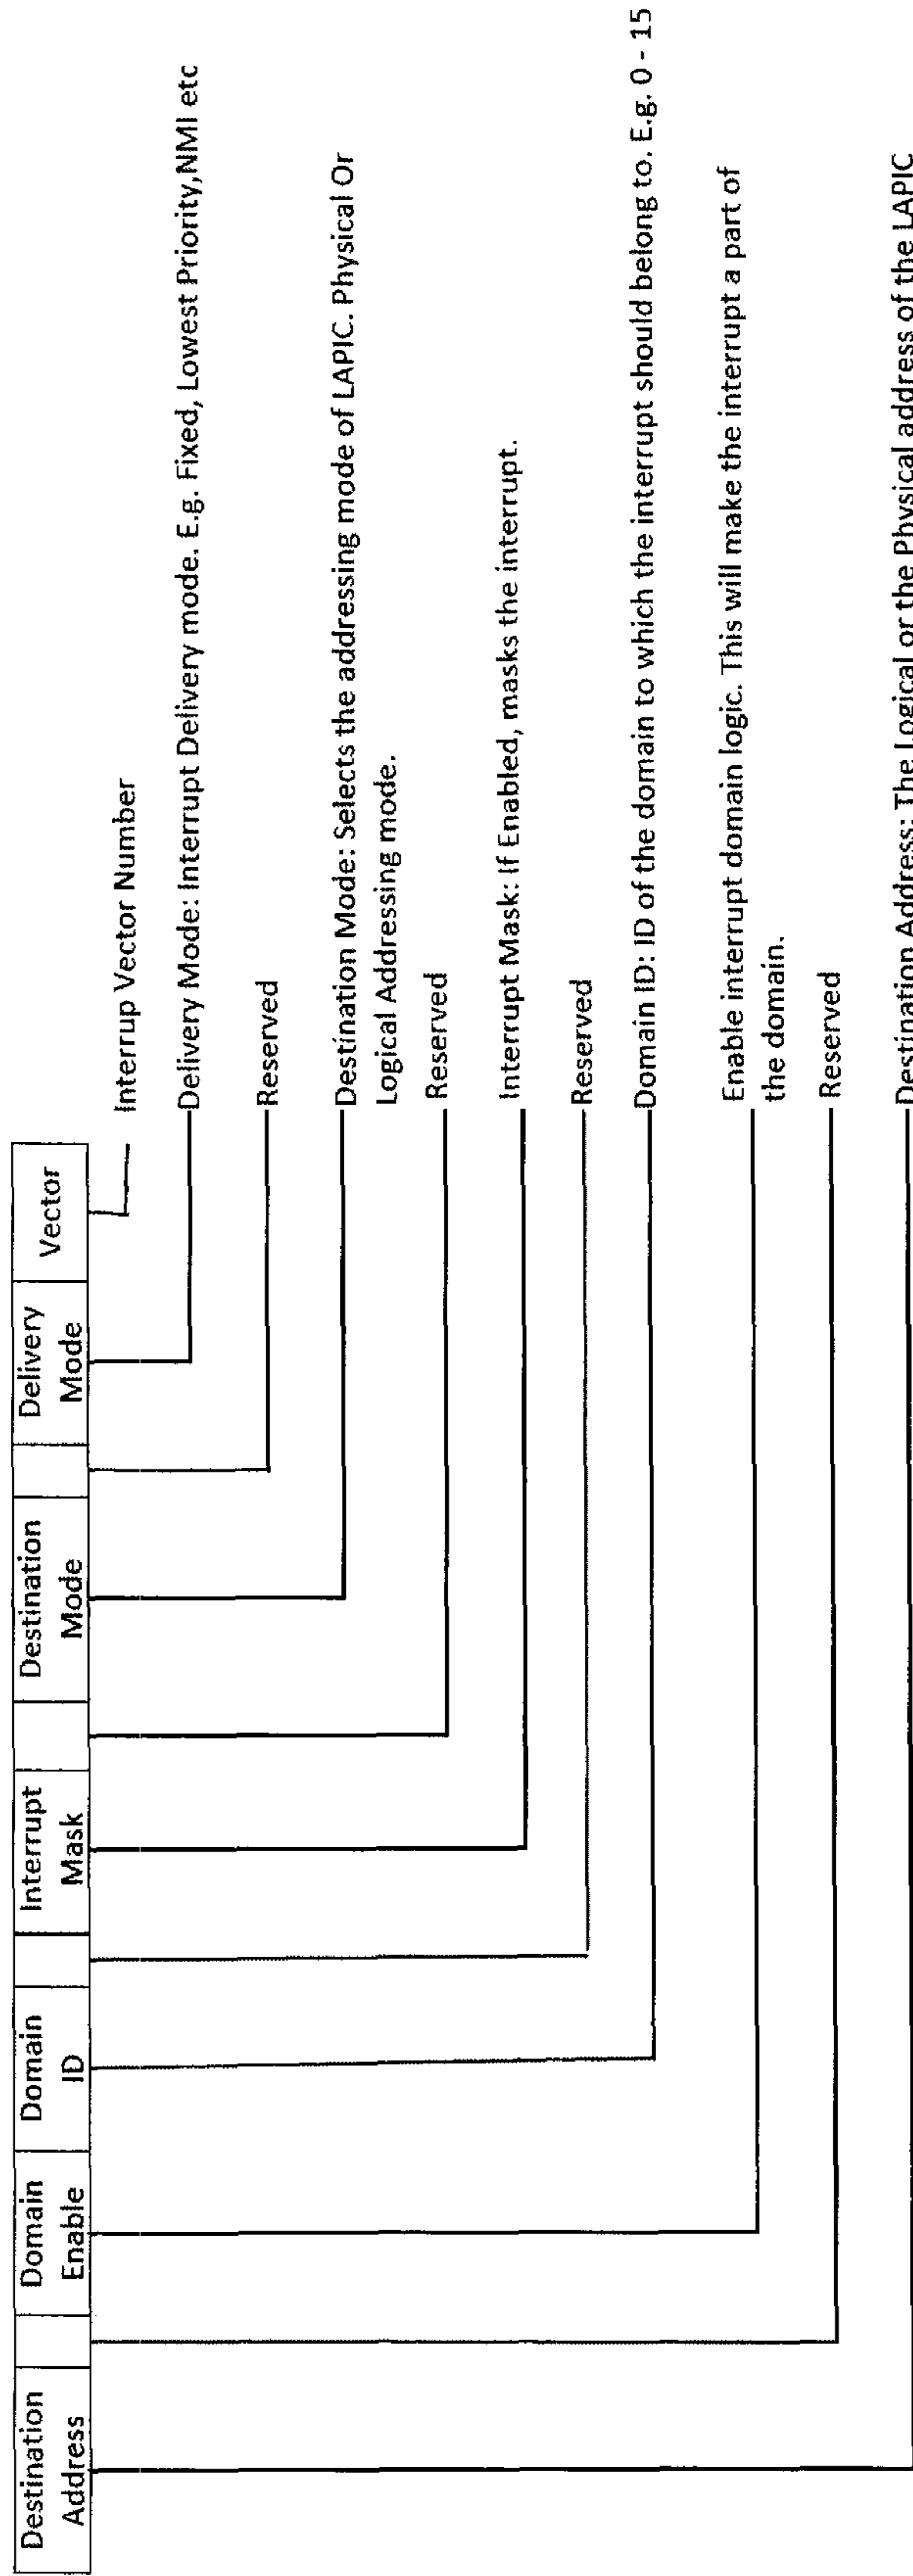 Destination
Address
Domain
Enable
Domain
ID
Interrupt
Mask
Destination
Mode
Delivery
Mode
Vector
Interrup Vector Number
Delivery Mode: Interrupt Delivery mode. E.g. Fixed, Lowest Priority,NMI etc
Reserved
Destination Mode: Selects the addressing mode of LAPIC. Physical Or
Logical Addressing mode.
Reserved
Interrupt Mask: If Enabled, masks the interrupt.
Reserved
Domain ID: ID of the domain to which the interrupt should belong to. E.g. 0 - 15
Enable interrupt domain logic. This will make the interrupt a part of
the domain.
Reserved
Destination Address: The Logical or the Physical address of the LAPIC